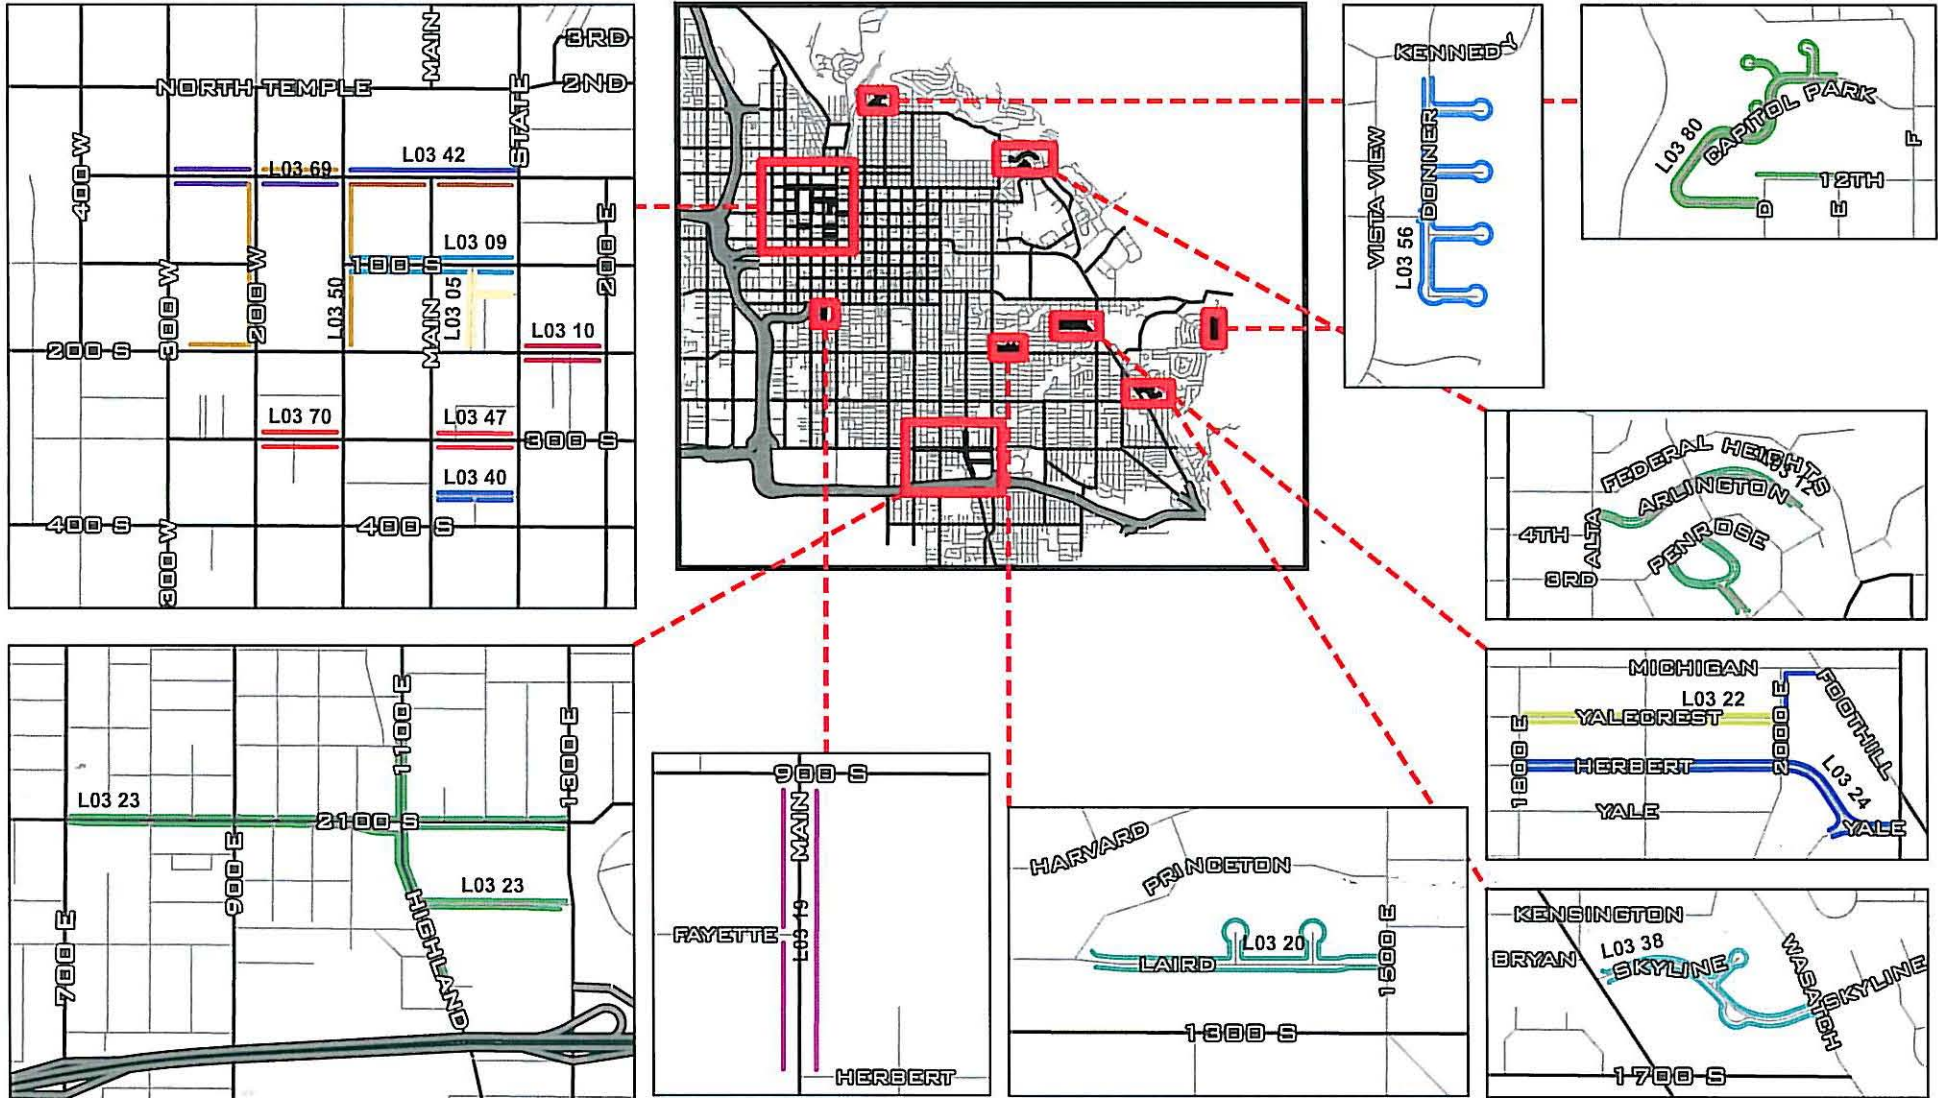 MAIN
3RD
2ND
NORTH TEMPLE
STATE
400 W
L03 69
L03 42
L03 09
100 S
200 E
300 W
200 W
L03 50
MAIN
L03 05
L03 10
200 S
L03 70
L03 47
300 S
L03 40
400 S
400 S
300 W
KENNEDY
VISTA VIEW
DONNER
L03 56
CAPITOL PARK
L03 80
F
12TH
D
E
FEDERAL HEIGHTS
ARLINGTON
4TH
ALTA
PENROSE
3RD
MICHIGAN
L03 22
YALECREST
1800 E
2000 E
FOOTHILL
HERBERT
L03 24
YALE
YALE
1100 E
1300 E
L03 23
2100 S
900 E
L03 23
HIGHLAND
700 E
900 S
MAIN
FAYETTE
L03 19
HERBERT
HARVARD
PRINCETON
L03 20
LAIRD
1500 E
1300 S
KENSINGTON
L03 38
BRYAN
SKYLINE
WASATCH
SKYLINE
1700 S